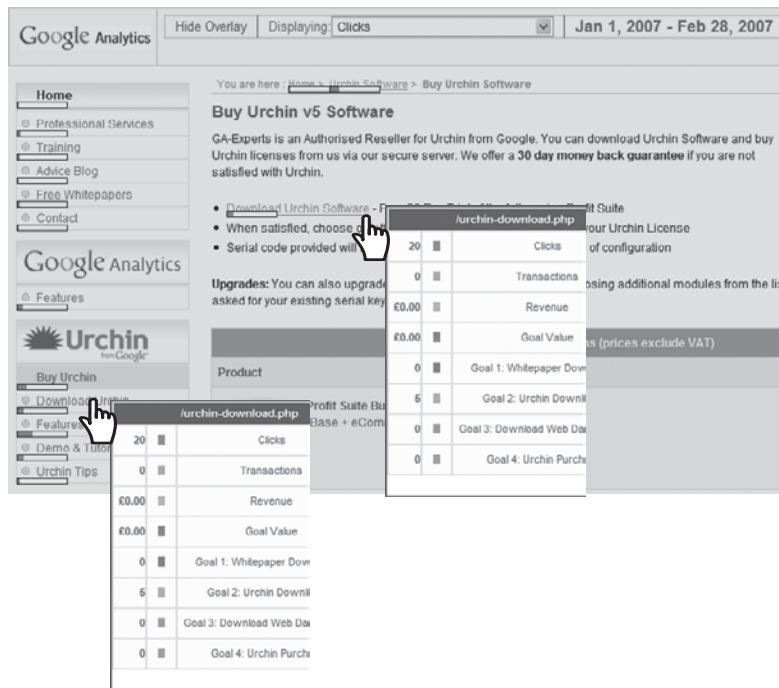 Google Analytics
Hide Overlay
Displaying: Clicks
Jan 1, 2007 - Feb 28, 2007
Home
Professional Services
Training
Advice Blog
Free Whitepapers
Contact
Google Analytics
Features
Urchin
from Google
Buy Urchin
Download Urchin
Features
Demo & Tutor
Urchin Tips
You are here : Home > Urchin Software > Buy Urchin Software
Buy Urchin v5 Software
GA-Experts is an Authorised Reseller for Urchin from Google. You can download Urchin Software and buy
Urchin licenses from us via our secure server. We offer a 30 day money back guarantee if you are not
satisfied with Urchin.
• Download Urchin Software - fit Suite
• When satisfied, choose your Urchin License
• Serial code provided will of configuration
Upgrades: You can also upgrade osing additional modules from the li
asked for your existing serial key
s (prices exclude VAT)
Product
Profit Suite Bu
Base + eCom
/urchin-download.php
20 Clicks
0 Transactions
£0.00 Revenue
£0.00 Goal Value
0 Goal 1: Whitepaper Dow
5 Goal 2: Urchin Downl
0 Goal 3: Download Web Da
0 Goal 4: Urchin Purch
/urchin-download.php
20 Clicks
0 Transactions
£0.00 Revenue
£0.00 Goal Value
0 Goal 1: Whitepaper Dow
5 Goal 2: Urchin Downl
0 Goal 3: Download Web Da
0 Goal 4: Urchin Purch